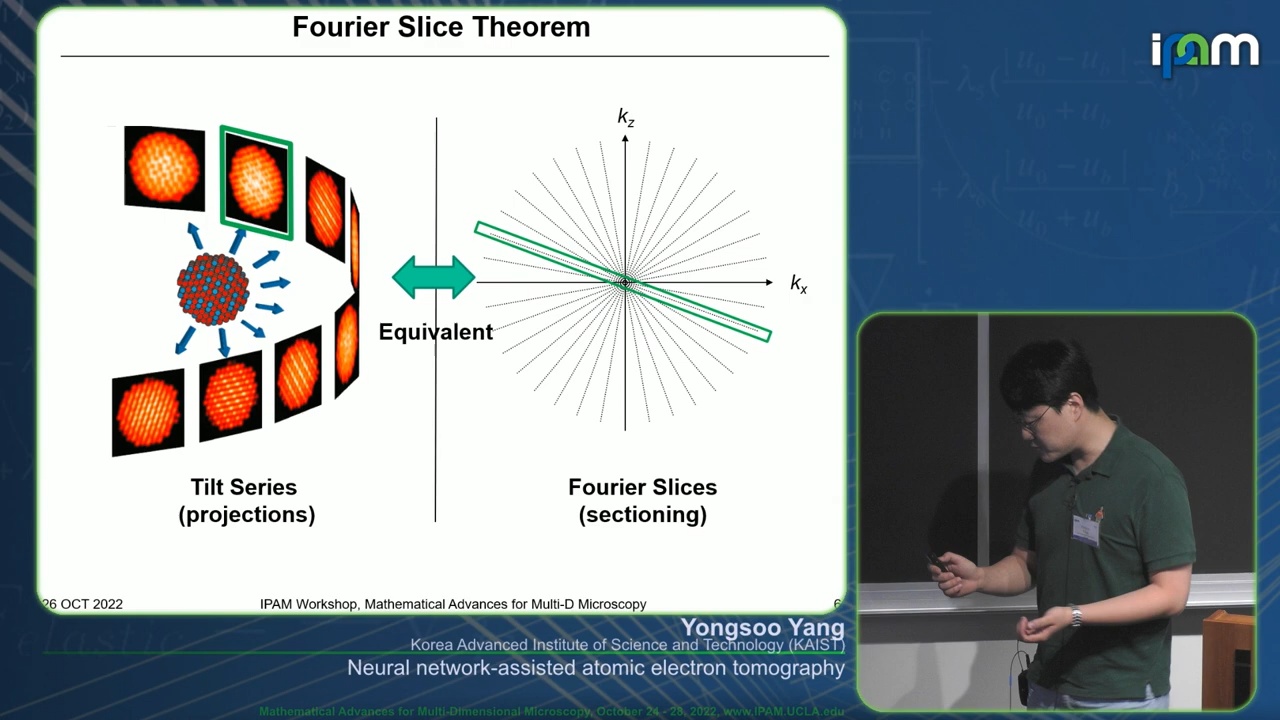 Fourier Slice Theorem
ipam
k_z
k_x
Equivalent
Tilt Series
(projections)
Fourier Slices
(sectioning)
26 OCT 2022
IPAM Workshop, Mathematical Advances for Multi-D Microscopy
6
Yongsoo Yang
Korea Advanced Institute of Science and Technology (KAIST)
Neural network-assisted atomic electron tomography
Mathematical Advances for Multi-Dimensional Microscopy, October 24 - 28, 2022, www.IPAM.UCLA.edu